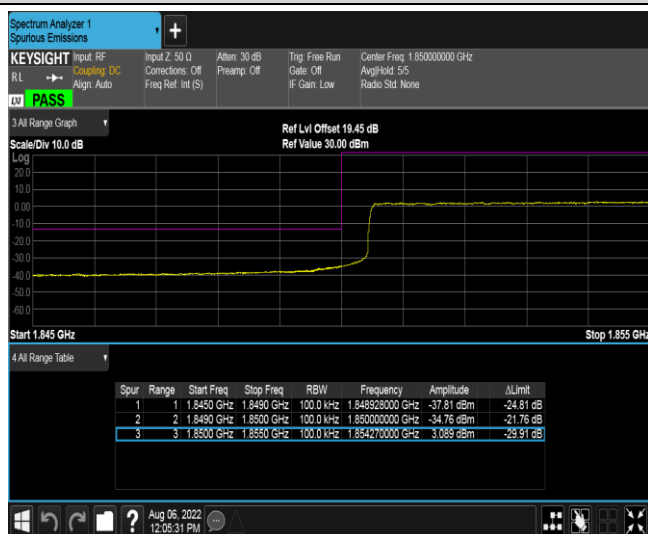 Spectrum Analyzer 1
Spurious Emissions
+
KEYSIGHT Input: RF Input Z: 50 Ω Atten: 30 dB Trig: Free Run Center Freq: 1.850000000 GHz
RL Coupling: DC Corrections: Off Preamp: Off Gate: Off Avg|Hold: 5/5
Align: Auto Freq Ref: Int (S) IF Gain: Low Radio Std: None
LXI PASS
3 All Range Graph
Ref Lvl Offset 19.45 dB
Scale/Div 10.0 dB Ref Value 30.00 dBm
Log
20.0
10.0
0.00
-10.0
-20.0
-30.0
-40.0
-50.0
-60.0
Start 1.845 GHz Stop 1.855 GHz
4 All Range Table
Spur Range Start Freq Stop Freq RBW Frequency Amplitude ΔLimit
1 1 1.8450 GHz 1.8490 GHz 100.0 kHz 1.848928000 GHz -37.81 dBm -24.81 dB
2 2 1.8490 GHz 1.8500 GHz 100.0 kHz 1.850000000 GHz -34.76 dBm -21.76 dB
3 3 1.8500 GHz 1.8550 GHz 100.0 kHz 1.854270000 GHz 3.089 dBm -29.91 dB
? Aug 06, 2022
12:05:31 PM